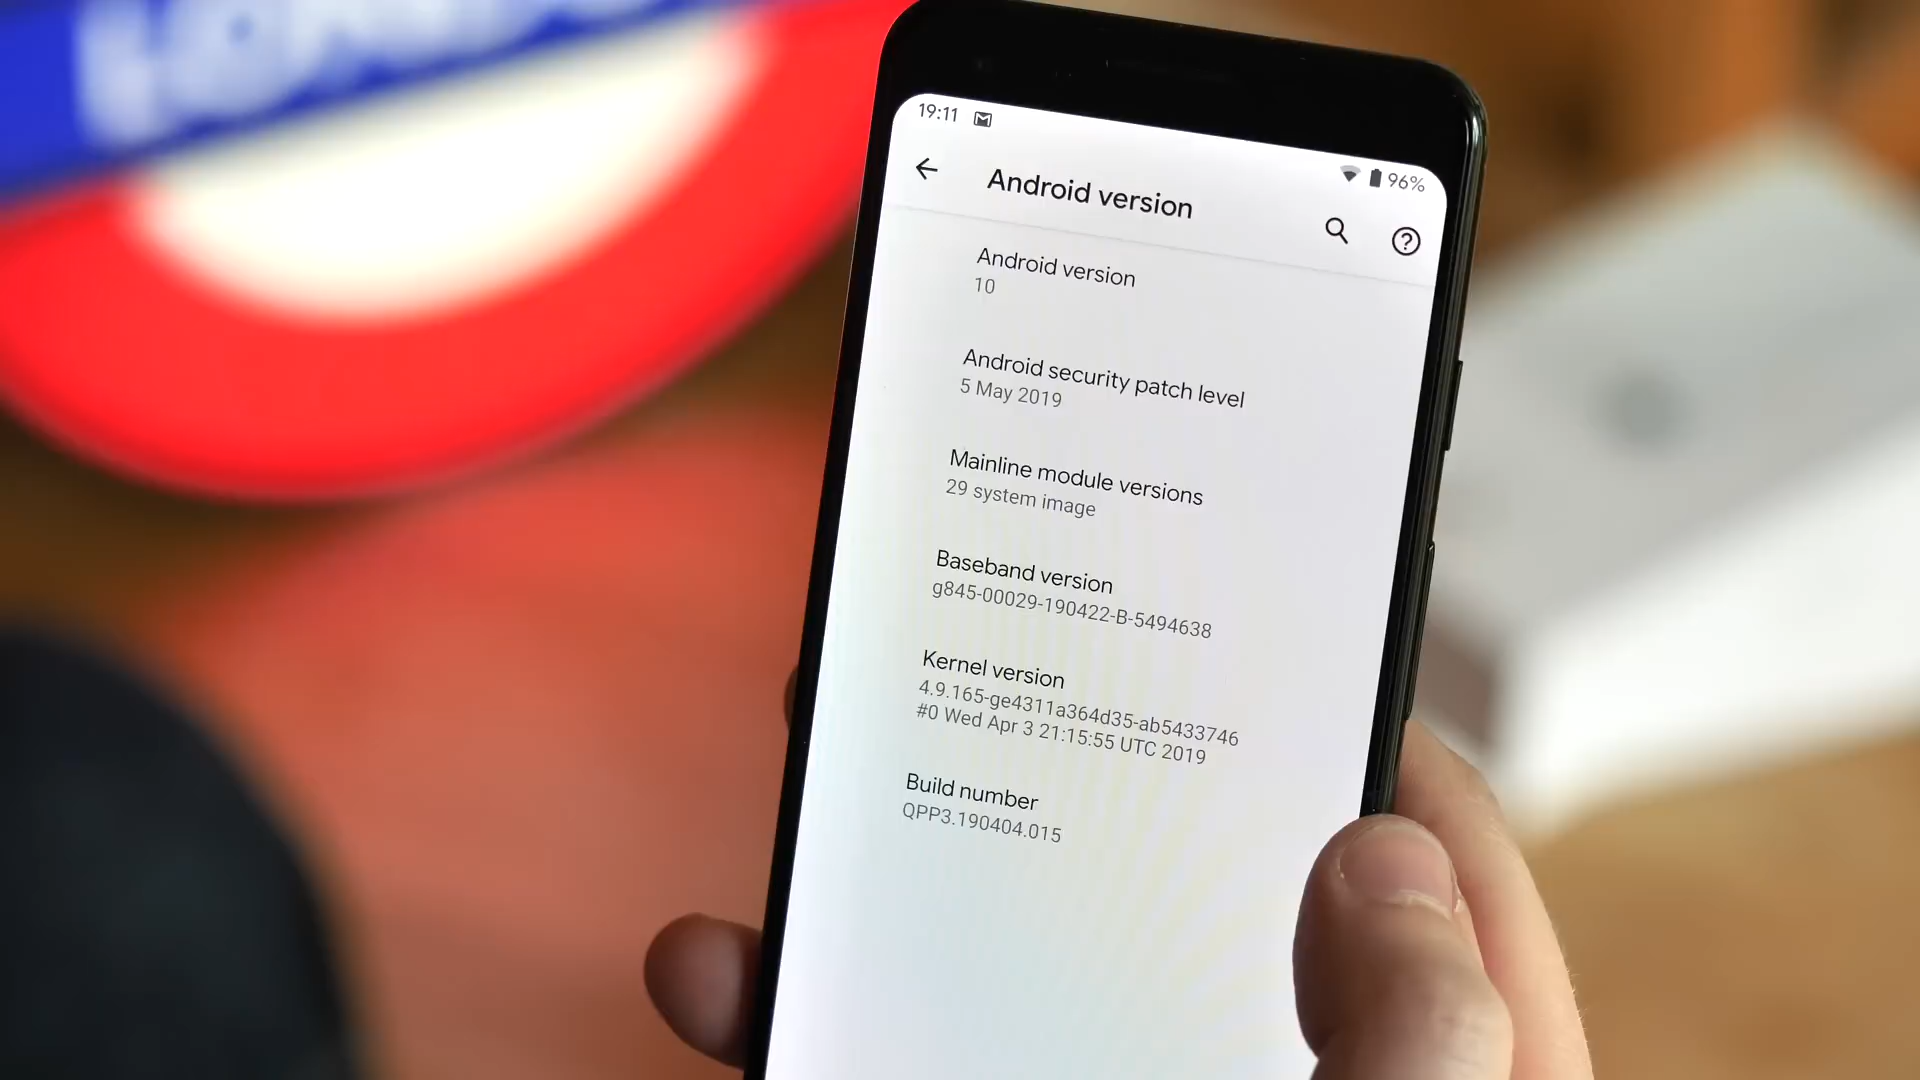 LONDON
19:11
96%
Android version
Android version
10
Android security patch level
5 May 2019
Mainline module versions
29 system image
Baseband version
g845-00029-190422-B-5494638
Kernel version
4.9.165-ge4311a364d35-ab5433746
#0 Wed Apr 3 21:15:55 UTC 2019
Build number
QPP3.190404.015